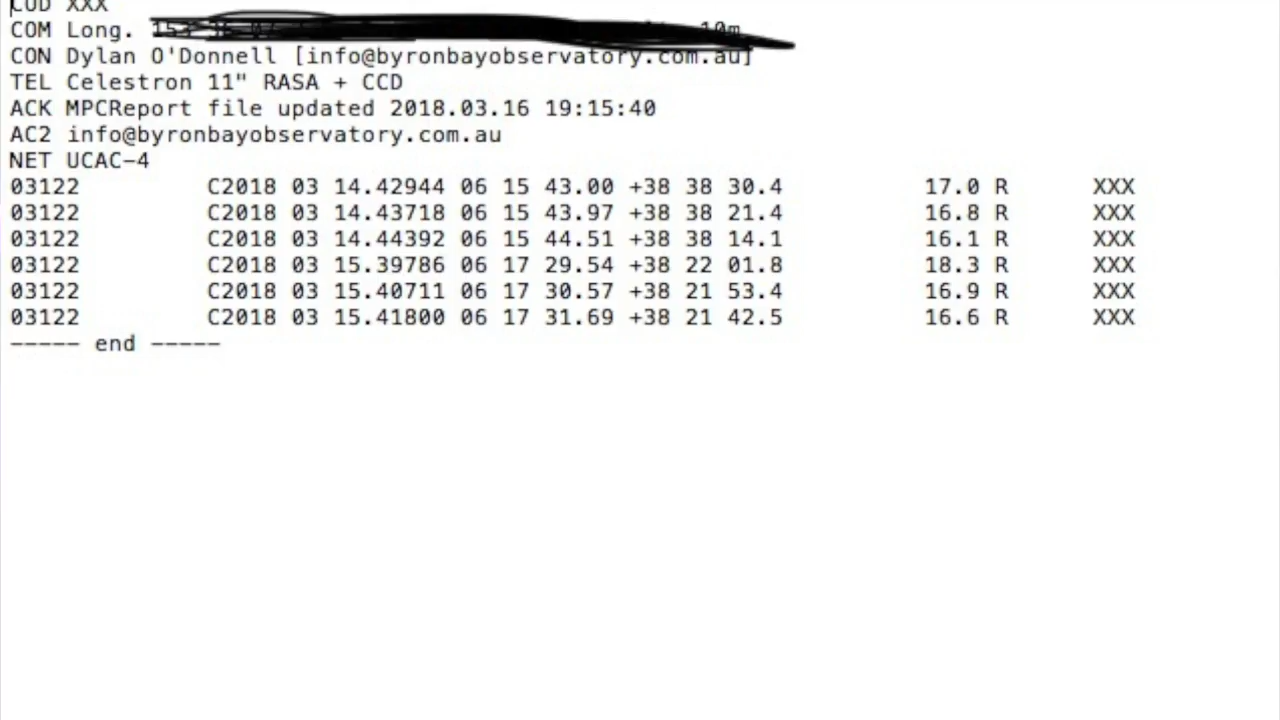 COD XXX
COM Long. 10m
CON Dylan O'Donnell [info@byronbayobservatory.com.au]
TEL Celestron 11" RASA + CCD
ACK MPCReport file updated 2018.03.16 19:15:40
AC2 info@byronbayobservatory.com.au
NET UCAC-4
03122 C2018 03 14.42944 06 15 43.00 +38 38 30.4 17.0 R XXX
03122 C2018 03 14.43718 06 15 43.97 +38 38 21.4 16.8 R XXX
03122 C2018 03 14.44392 06 15 44.51 +38 38 14.1 16.1 R XXX
03122 C2018 03 15.39786 06 17 29.54 +38 22 01.8 18.3 R XXX
03122 C2018 03 15.40711 06 17 30.57 +38 21 53.4 16.9 R XXX
03122 C2018 03 15.41800 06 17 31.69 +38 21 42.5 16.6 R XXX
----- end -----